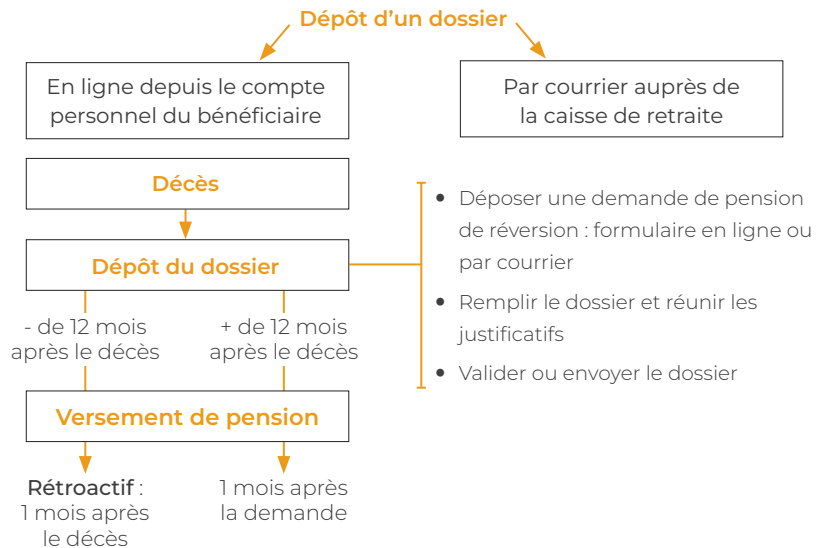 Dépôt d’un dossier
En ligne depuis le compte
personnel du bénéficiaire
Par courrier auprès de
la caisse de retraite
Décès
Dépôt du dossier
• Déposer une demande de pension
de réversion : formulaire en ligne ou
par courrier
• Remplir le dossier et réunir les
justificatifs
• Valider ou envoyer le dossier
- de 12 mois
après le décès
+ de 12 mois
après le décès
Versement de pension
Rétroactif :
1 mois après
le décès
1 mois après
la demande